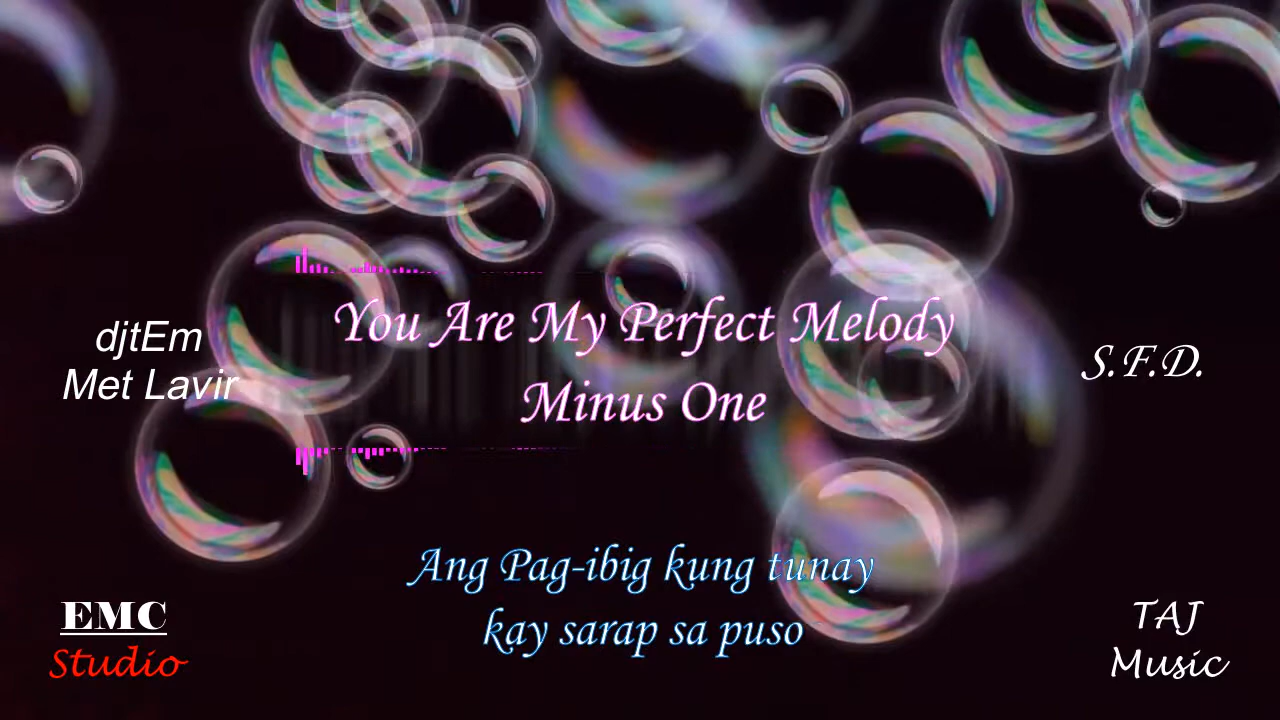 You Are My Perfect Melody
Minus One
djtEm
Met Lavir
S.F.D.
Ang Pag-ibig kung tunay
kay sarap sa puso
EMC
Studio
TAJ
Music